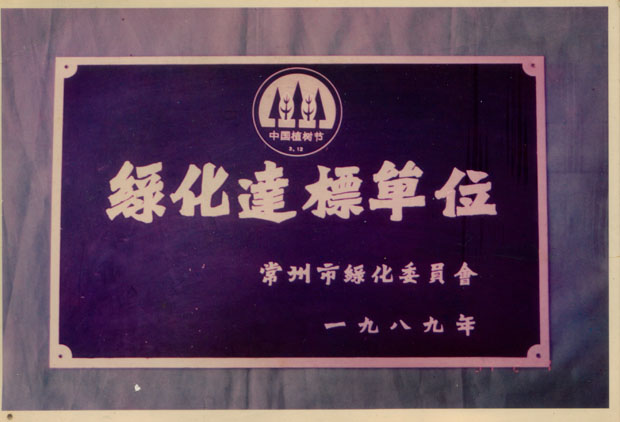 中国植树节
3.12
綠化達標單位
常州市綠化委員會
一九八九年